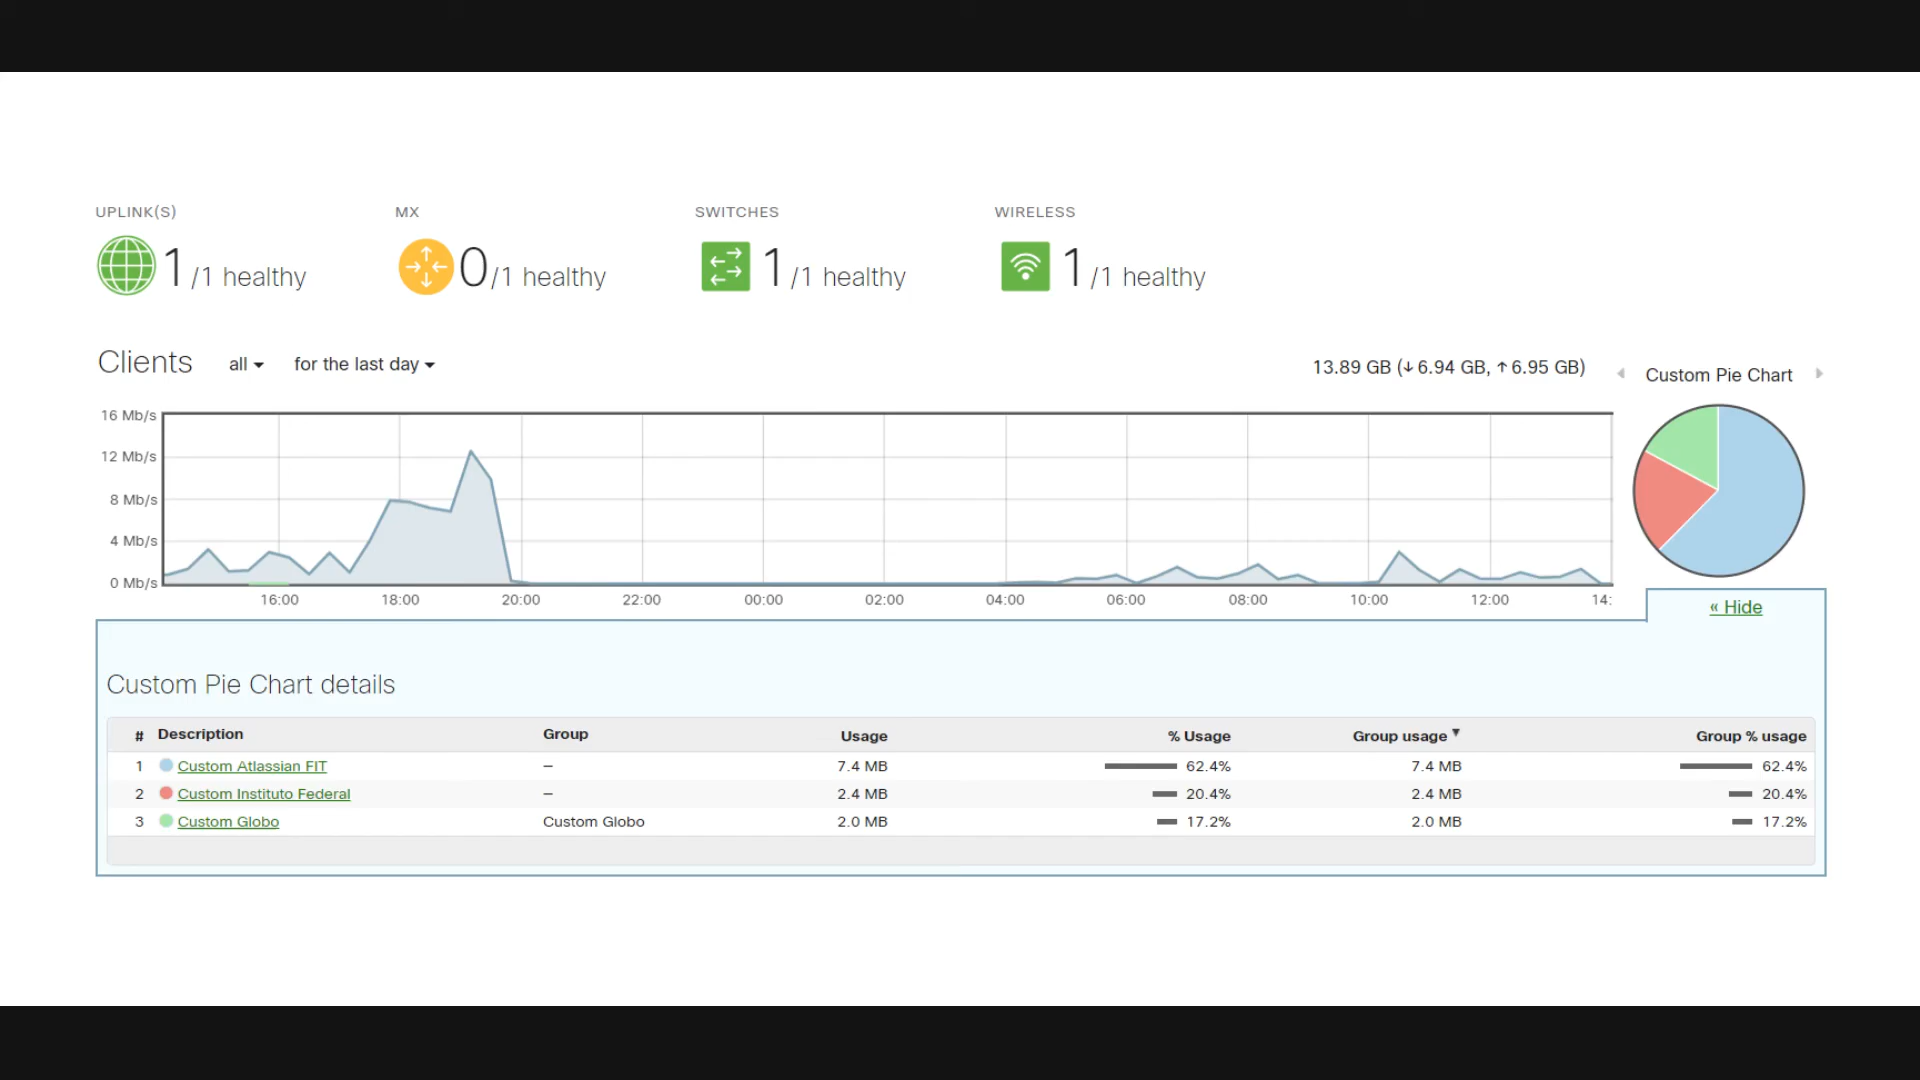 UPLINK(S) MX SWITCHES WIRELESS
1 /1 healthy 0/1 healthy 1 /1 healthy 1 /1 healthy
Clients all for the last day 13.89 GB (↓ 6.94 GB, ↑ 6.95 GB) Custom Pie Chart
16 Mb/s
12 Mb/s
8 Mb/s
4 Mb/s
0 Mb/s
16:00 18:00 20:00 22:00 00:00 02:00 04:00 06:00 08:00 10:00 12:00 14:
« Hide
Custom Pie Chart details
# Description Group Usage % Usage Group usage ▼ Group % usage
1 Custom Atlassian FIT – 7.4 MB 62.4% 7.4 MB 62.4%
2 Custom Instituto Federal – 2.4 MB 20.4% 2.4 MB 20.4%
3 Custom Globo Custom Globo 2.0 MB 17.2% 2.0 MB 17.2%